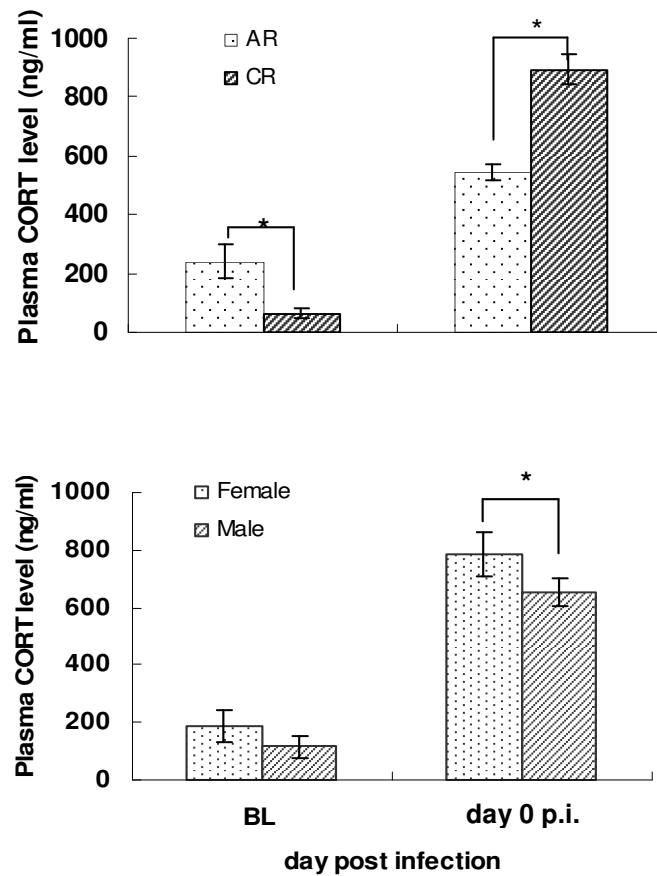 Plasma CORT level (ng/ml)
1000
800
600
400
200
0
AR
CR
*
*
Plasma CORT level (ng/ml)
1000
800
600
400
200
0
Female
Male
*
BL
day 0 p.i.
day post infection